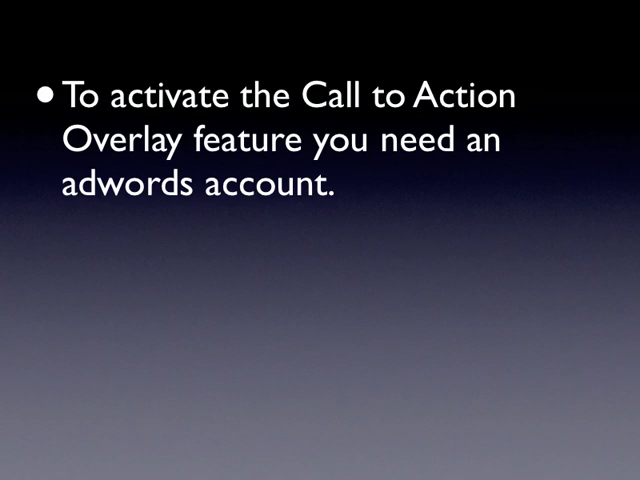 •To activate the Call to Action
Overlay feature you need an
adwords account.